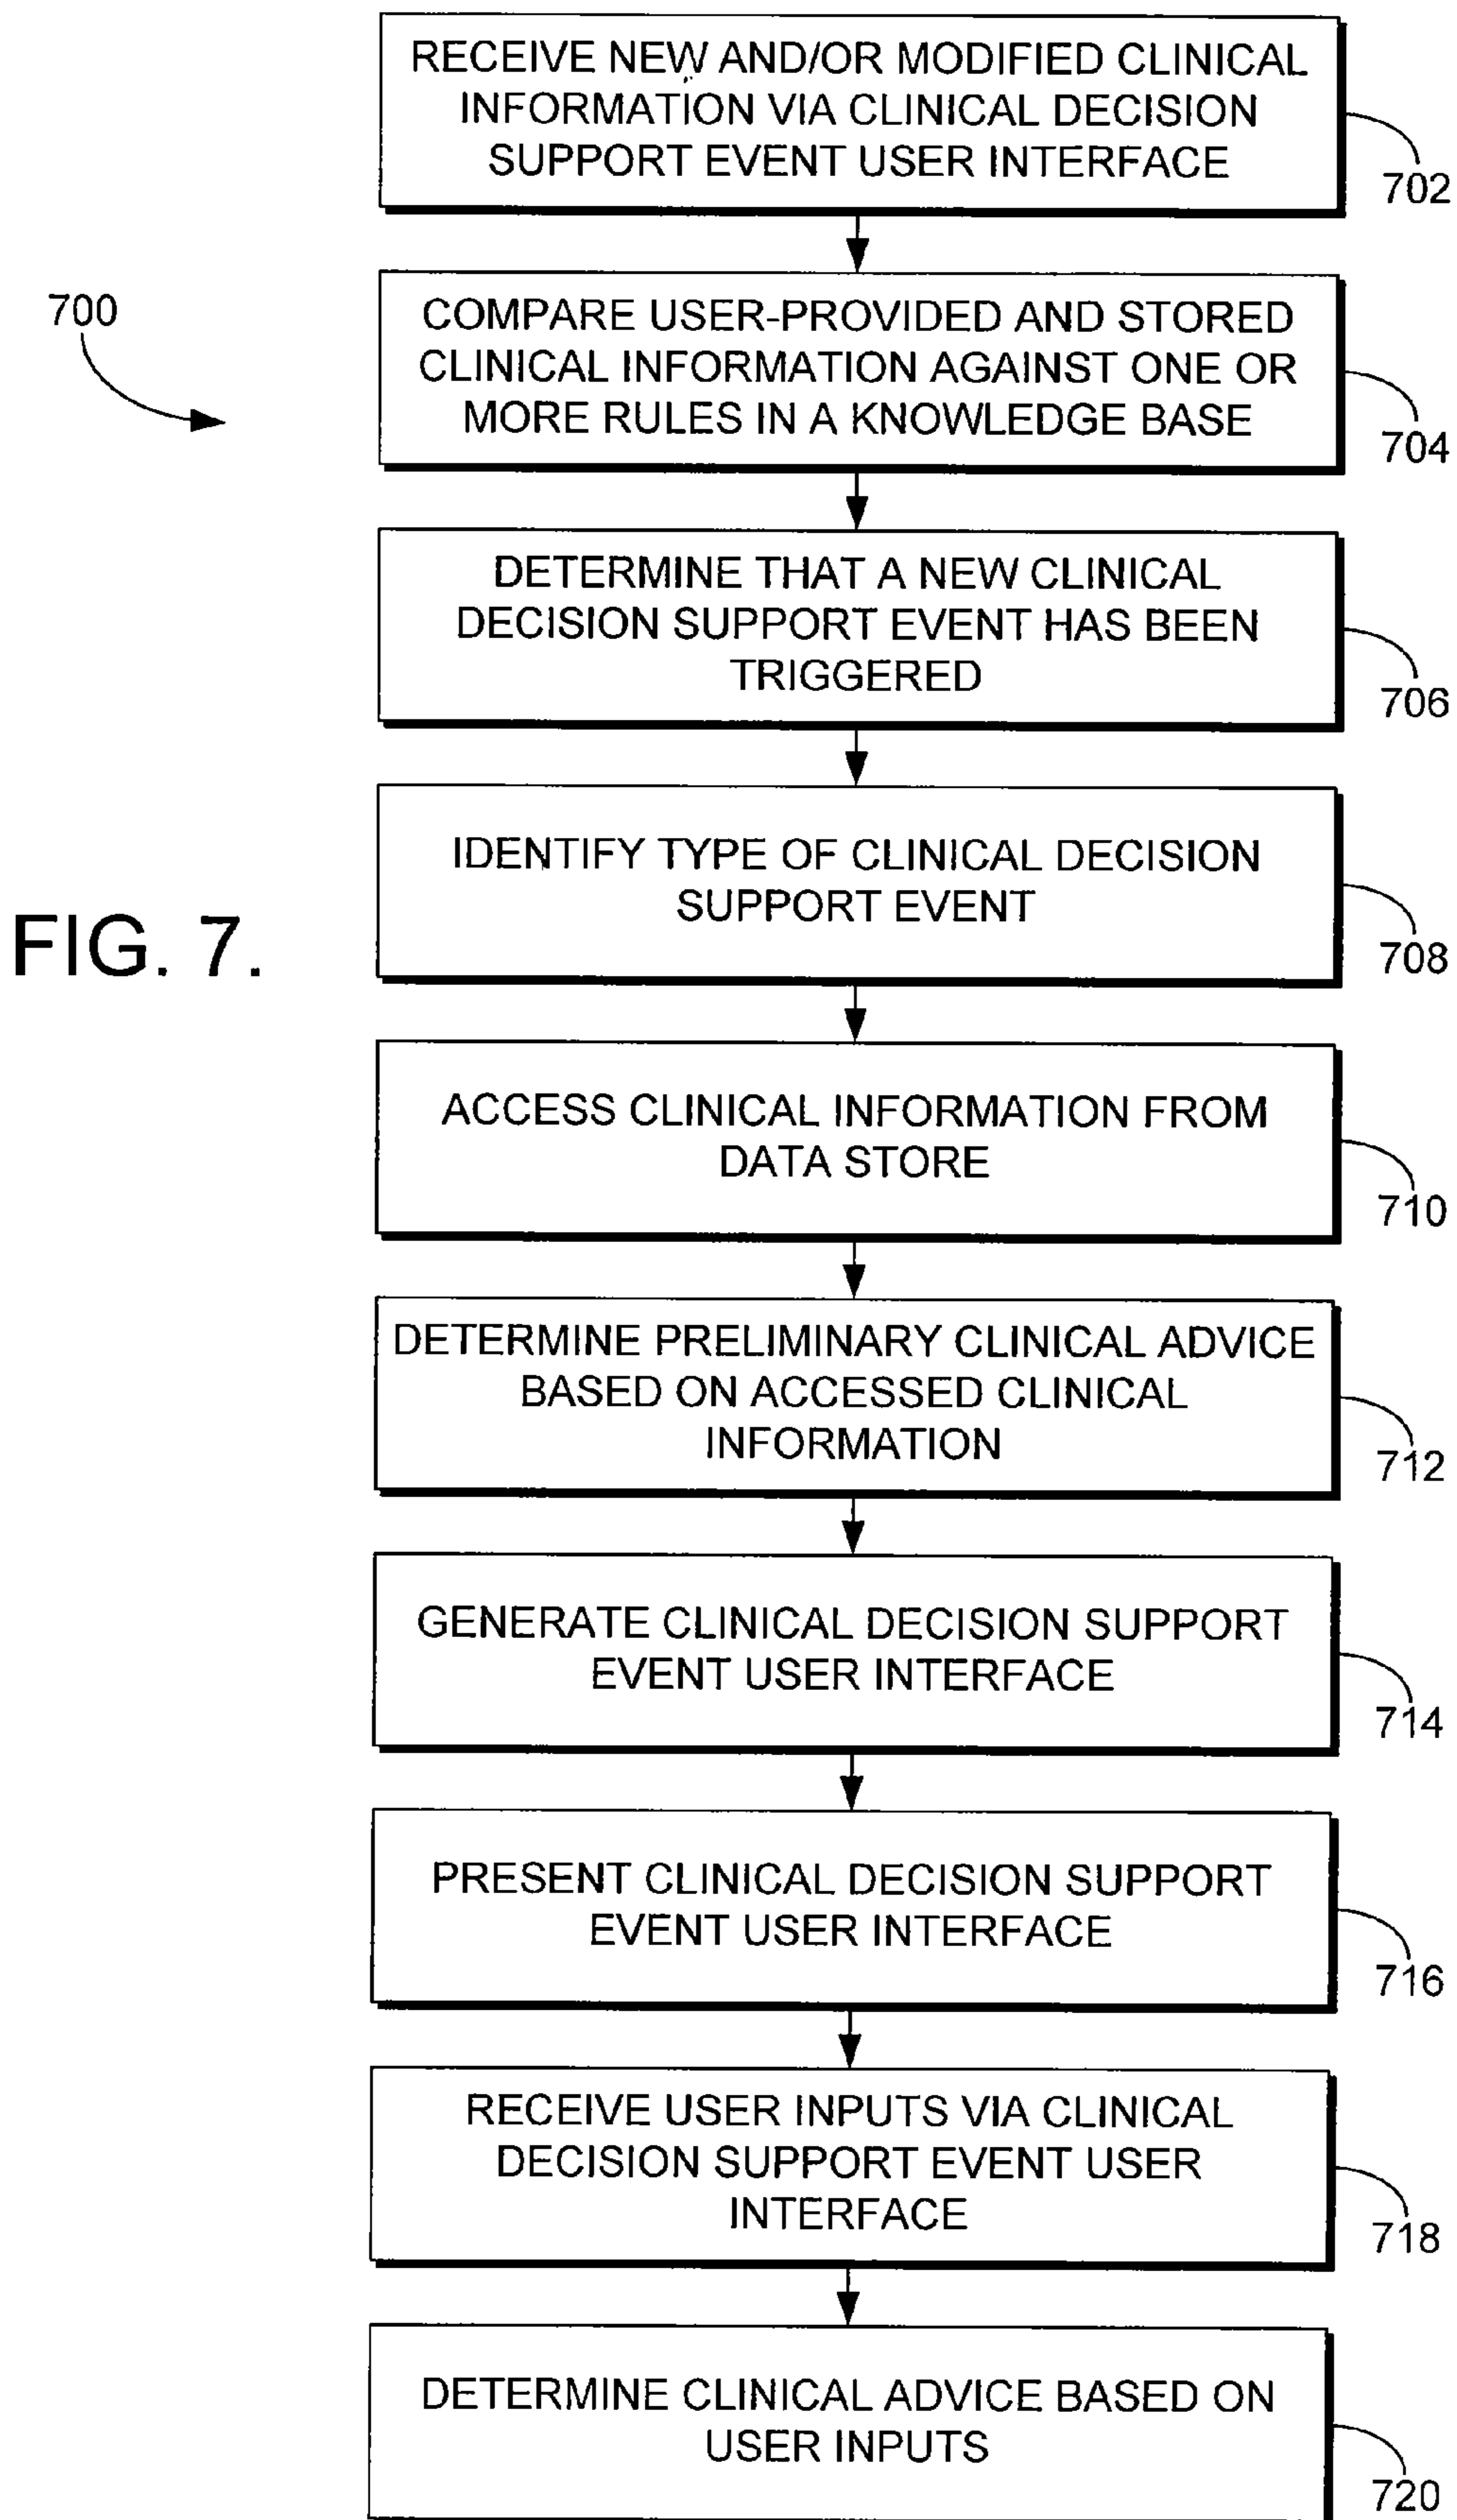 RECEIVE NEW AND/OR MODIFIED CLINICAL
INFORMATION VIA CLINICAL DECISION
SUPPORT EVENT USER INTERFACE
702
700
COMPARE USER-PROVIDED AND STORED
CLINICAL INFORMATION AGAINST ONE OR
MORE RULES IN A KNOWLEDGE BASE
704
DETERMINE THAT A NEW CLINICAL
DECISION SUPPORT EVENT HAS BEEN
TRIGGERED
706
IDENTIFY TYPE OF CLINICAL DECISION
SUPPORT EVENT
708
FIG. 7.
ACCESS CLINICAL INFORMATION FROM
DATA STORE
710
DETERMINE PRELIMINARY CLINICAL ADVICE
BASED ON ACCESSED CLINICAL
INFORMATION
712
GENERATE CLINICAL DECISION SUPPORT
EVENT USER INTERFACE
714
PRESENT CLINICAL DECISION SUPPORT
EVENT USER INTERFACE
716
RECEIVE USER INPUTS VIA CLINICAL
DECISION SUPPORT EVENT USER
INTERFACE
718
DETERMINE CLINICAL ADVICE BASED ON
USER INPUTS
720